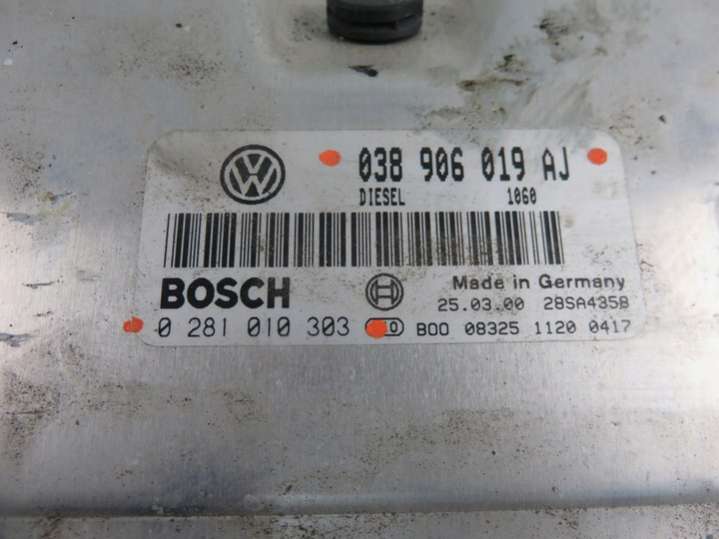 038 906 019 AJ
DIESEL 1060
BOSCH
Made in Germany
25.03.00 28SA4358
0 281 010 303 B00 08325 1120 0417